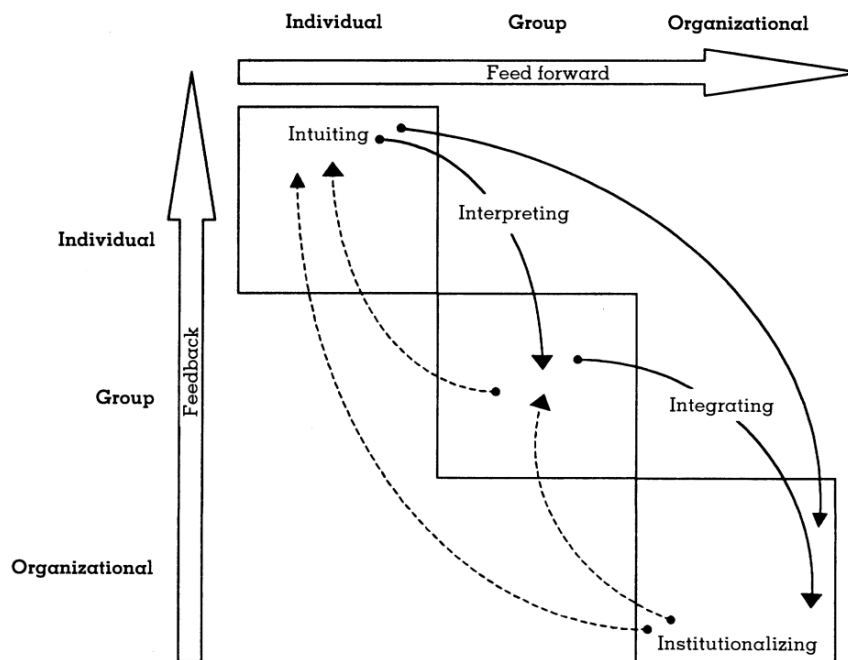 Individual Group Organizational
Feed forward
Intuiting
Interpreting
Individual
Feedback
Group
Integrating
Organizational
Institutionalizing